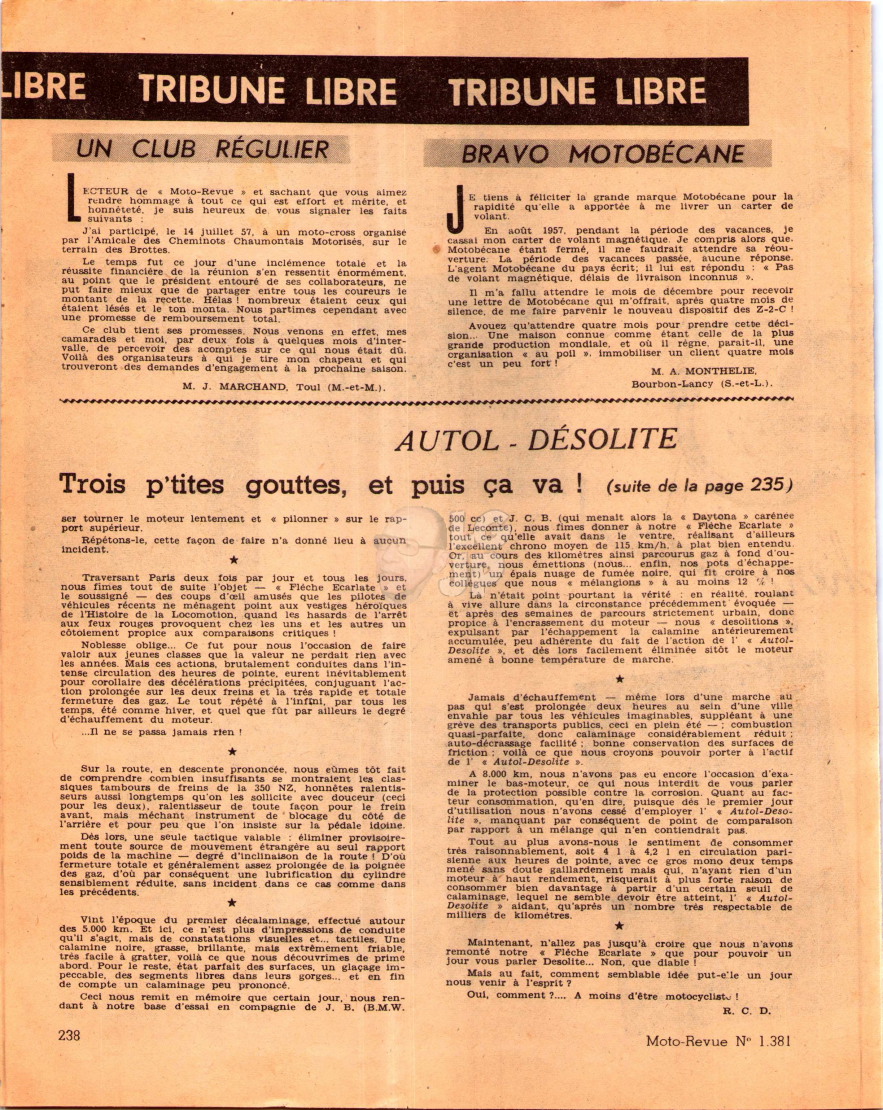 LIBRE TRIBUNE LIBRE TRIBUNE LIBRE
UN CLUB RÉGULIER
LECTEUR de « Moto-Revue » et sachant que vous aimez
rendre hommage à tout ce qui est effort et mérite, et
honnêteté, je suis heureux de vous signaler les faits
suivants :
J'ai participé, le 14 juillet 57, à un moto-cross organisé
par l'Amicale des Cheminots Chaumontais Motorisés, sur le
terrain des Brottes.
Le temps fut ce jour d'une inclémence totale et la
réussite financière de la réunion s'en ressentit énormément,
au point que le président entouré de ses collaborateurs, ne
put faire mieux que de partager entre tous les coureurs le
montant de la recette. Hélas ! nombreux étaient ceux qui
étaient lésés et le ton monta. Nous partimes cependant avec
une promesse de remboursement total.
Ce club tient ses promesses. Nous venons en effet, mes
camarades et moi, par deux fois à quelques mois d'inter-
valle, de percevoir des acomptes sur ce qui nous était dû.
Voilà des organisateurs à qui je tire mon chapeau et qui
trouveront des demandes d'engagement à la prochaine saison.
M. J. MARCHAND, Toul (M.-et-M.).
BRAVO MOTOBÉCANE
JE tiens à féliciter la grande marque Motobécane pour la
rapidité qu'elle a apportée à me livrer un carter de
volant.
En août 1957, pendant la période des vacances, je
cassai mon carter de volant magnétique. Je compris alors que.
Motobécane étant fermé, il me faudrait attendre sa réou-
verture. La période des vacances passée, aucune réponse.
L'agent Motobécane du pays écrit; il lui est répondu : « Pas
de volant magnétique, délais de livraison inconnus ».
Il m'a fallu attendre le mois de décembre pour recevoir
une lettre de Motobécane qui m'offrait, après quatre mois de
silence, de me faire parvenir le nouveau dispositif des Z-2-C !
Avouez qu'attendre quatre mois pour prendre cette déci-
sion... Une maison connue comme étant celle de la plus
grande production mondiale, et où il règne, parait-il, une
organisation « au poil », immobiliser un client quatre mois
c'est un peu fort !
M. A. MONTHELIE,
Bourbon-Lancy (S.-et-L.).
AUTOL - DÉSOLITE
Trois p'tites gouttes, et puis ça va ! (suite de la page 235)
ser tourner le moteur lentement et « pilonner » sur le rap-
port supérieur.
Répétons-le, cette façon de faire n'a donné lieu à aucun
incident.
★
Traversant Paris deux fois par jour et tous les jours,
nous fîmes tout de suite l'objet — « Flèche Ecarlate » et
le soussigné — des coups d'œil amusés que les pilotes de
véhicules récents ne ménagent point aux vestiges héroïques
de l'Histoire de la Locomotion, quand les hasards de l'arrêt
aux feux rouges provoquent chez les uns et les autres un
côtoiement propice aux comparaisons critiques !
Noblesse oblige... Ce fut pour nous l'occasion de faire
valoir aux jeunes classes que la valeur ne perdait rien avec
les années. Mais ces actions, brutalement conduites dans l'in-
tense circulation des heures de pointe, eurent inévitablement
pour corollaire des décélérations précipitées, conjuguant l'ac-
tion prolongée sur les deux freins et la très rapide et totale
fermeture des gaz. Le tout répété à l'infini, par tous les
temps, été comme hiver, et quel que fût par ailleurs le degré
d'échauffement du moteur.
...Il ne se passa jamais rien !
★
Sur la route, en descente prononcée, nous eûmes tôt fait
de comprendre combien insuffisants se montraient les clas-
siques tambours de freins de la 350 NZ, honnêtes ralentis-
seurs aussi longtemps qu'on les sollicite avec douceur (ceci
pour les deux), ralentisseur de toute façon pour le frein
avant, mais méchant instrument de blocage du côté de
l'arrière et pour peu que l'on insiste sur la pédale idoine.
Dès lors, une seule tactique valable : éliminer provisoire-
ment toute source de mouvement étrangère au seul rapport
poids de la machine — degré d'inclinaison de la route ! D'où
fermeture totale et généralement assez prolongée de la poignée
des gaz, d'où par conséquent une lubrification du cylindre
sensiblement réduite, sans incident dans ce cas comme dans
les précédents.
★
Vint l'époque du premier décalaminage, effectué autour
des 5.000 km. Et ici, ce n'est plus d'impressions de conduite
qu'il s'agit, mais de constatations visuelles et... tactiles. Une
calamine noire, grasse, brillante, mais extrêmement friable,
très facile à gratter, voilà ce que nous découvrîmes de prime
abord. Pour le reste, état parfait des surfaces, un glaçage im-
peccable, des segments libres dans leurs gorges... et en fin
de compte un calaminage peu prononcé.
Ceci nous remit en mémoire que certain jour, nous ren-
dant à notre base d'essai en compagnie de J. B. (B.M.W.
500 cc) et J. C. B. (qui menait alors la « Daytona » carénée
de Leconte), nous fîmes donner à notre « Flèche Ecarlate »
tout ce qu'elle avait dans le ventre, réalisant d'ailleurs
l'excellent chrono moyen de 115 km/h. à plat bien entendu.
Or, au cours des kilomètres ainsi parcourus gaz à fond d'ou-
verture, nous émettions (nous... enfin, nos pots d'échappe-
ment) un épais nuage de fumée noire, qui fit croire à nos
collègues que nous « mélangions » à au moins 12 % !
Là n'était point pourtant la vérité : en réalité, roulant
à vive allure dans la circonstance précédemment évoquée —
et après des semaines de parcours strictement urbain, donc
propice à l'encrassement du moteur — nous « desolitions »,
expulsant par l'échappement la calamine antérieurement
accumulée, peu adhérente du fait de l'action de l' « Autol-
Desolite », et dès lors facilement éliminée sitôt le moteur
amené à bonne température de marche.
★
Jamais d'échauffement — même lors d'une marche au
pas qui s'est prolongée deux heures au sein d'une ville
envahie par tous les véhicules imaginables, suppléant à une
grève des transports publics, ceci en plein été — ; combustion
quasi-parfaite, donc calaminage considérablement réduit ;
auto-décrassage facilité ; bonne conservation des surfaces de
friction : voilà ce que nous croyons pouvoir porter à l'actif
de l' « Autol-Desolite ».
A 8.000 km, nous n'avons pas eu encore l'occasion d'exa-
miner le bas-moteur, ce qui nous interdit de vous parler
de la protection possible contre la corrosion. Quant au fac-
teur consommation, qu'en dire, puisque dès le premier jour
d'utilisation nous n'avons cessé d'employer l' « Autol-Deso-
lite », manquant par conséquent de point de comparaison
par rapport à un mélange qui n'en contiendrait pas.
Tout au plus avons-nous le sentiment de consommer
très raisonnablement, soit 4 l à 4,2 l en circulation pari-
sienne aux heures de pointe, avec ce gros mono deux temps
mené sans doute gaillardement mais qui, n'ayant rien d'un
moteur à haut rendement, risquerait à plus forte raison de
consommer bien davantage à partir d'un certain seuil de
calaminage, lequel ne semble devoir être atteint, l' « Autol-
Desolite » aidant, qu'après un nombre très respectable de
milliers de kilomètres.
★
Maintenant, n'allez pas jusqu'à croire que nous n'avons
remonté notre « Flèche Ecarlate » que pour pouvoir un
jour vous parler Desolite... Non, que diable !
Mais au fait, comment semblable idée put-e'le un jour
nous venir à l'esprit ?
Oui, comment ?.... A moins d'être motocycliste !
R. C. D.
238
Moto-Revue N° 1.381